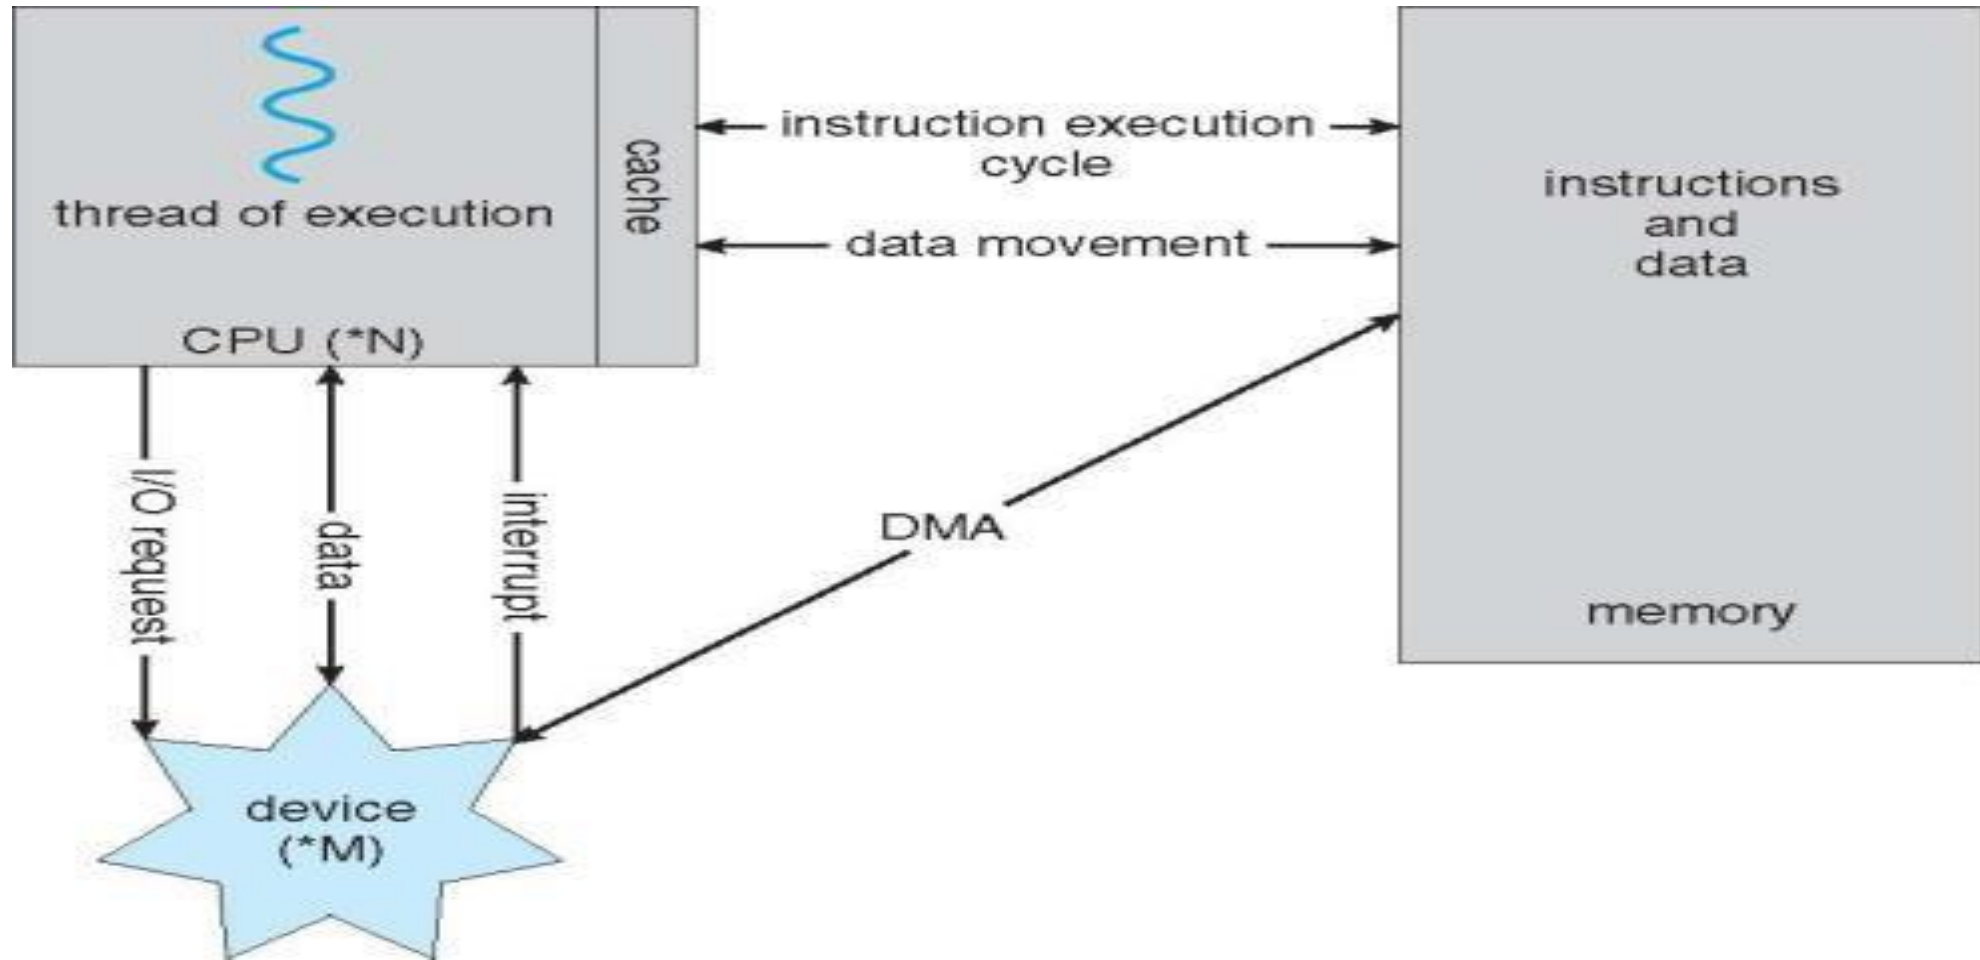 thread of execution
CPU (*N)
cache
instruction execution
cycle
data movement
instructions
and
data
memory
I/O request
data
interrupt
DMA
device
(*M)